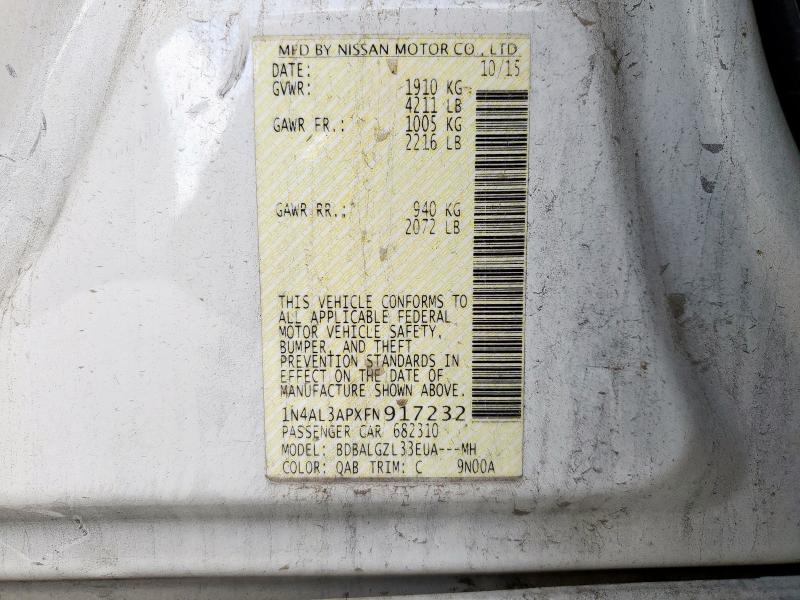 MFD BY NISSAN MOTOR CO., LTD.
DATE: 10/15
GVWR: 1910 KG
4211 LB
GAWR FR.: 1005 KG
2216 LB
GAWR RR.: 940 KG
2072 LB
THIS VEHICLE CONFORMS TO
ALL APPLICABLE FEDERAL
MOTOR VEHICLE SAFETY,
BUMPER, AND THEFT
PREVENTION STANDARDS IN
EFFECT ON THE DATE OF
MANUFACTURE SHOWN ABOVE.
1N4AL3APXFN917232
PASSENGER CAR 682310
MODEL: BDBALGZL33EUA---MH
COLOR: QAB TRIM: C 9N00A